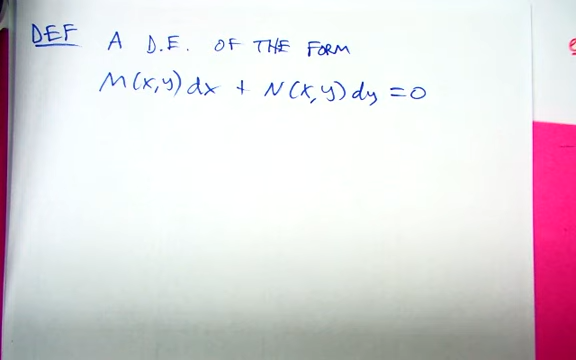 DEF A D.E. OF THE FORM
M(x,y)dx + N(x,y)dy = 0